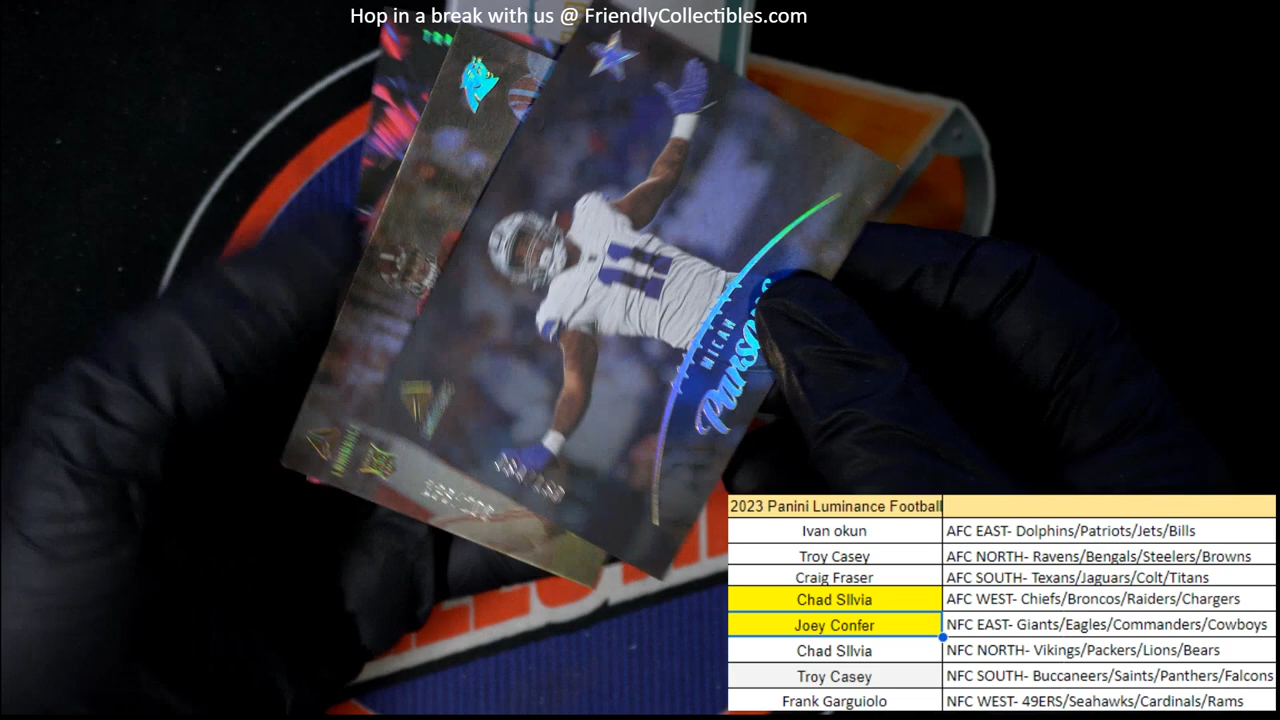 Hop in a break with us @ FriendlyCollectibles.com
MICAH
Parsons
LUMINANCE
2023 Panini Luminance Football
Ivan okun AFC EAST- Dolphins/Patriots/Jets/Bills
Troy Casey AFC NORTH- Ravens/Bengals/Steelers/Browns
Craig Fraser AFC SOUTH- Texans/Jaguars/Colt/Titans
Chad SIlvia AFC WEST- Chiefs/Broncos/Raiders/Chargers
Joey Confer NFC EAST- Giants/Eagles/Commanders/Cowboys
Chad SIlvia NFC NORTH- Vikings/Packers/Lions/Bears
Troy Casey NFC SOUTH- Buccaneers/Saints/Panthers/Falcons
Frank Garguiolo NFC WEST- 49ERS/Seahawks/Cardinals/Rams
11